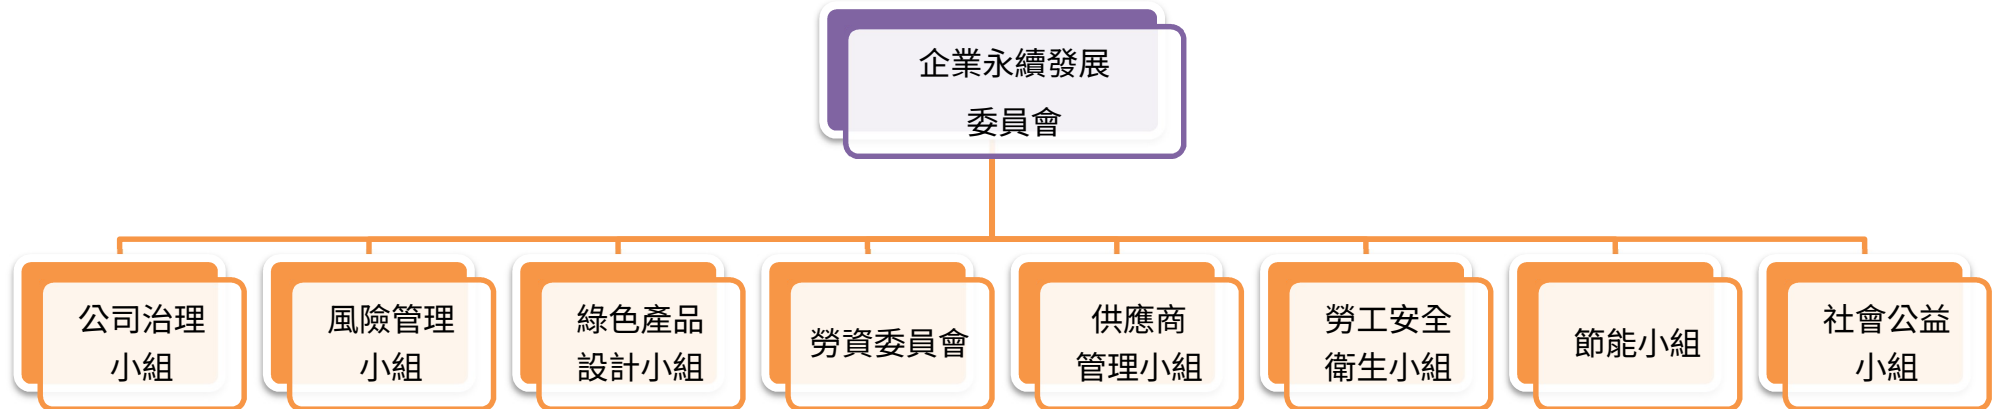 企業永續發展
委員會
公司治理
小組
風險管理
小組
綠色產品
設計小組
勞資委員會
供應商
管理小組
勞工安全
衛生小組
節能小組
社會公益
小組